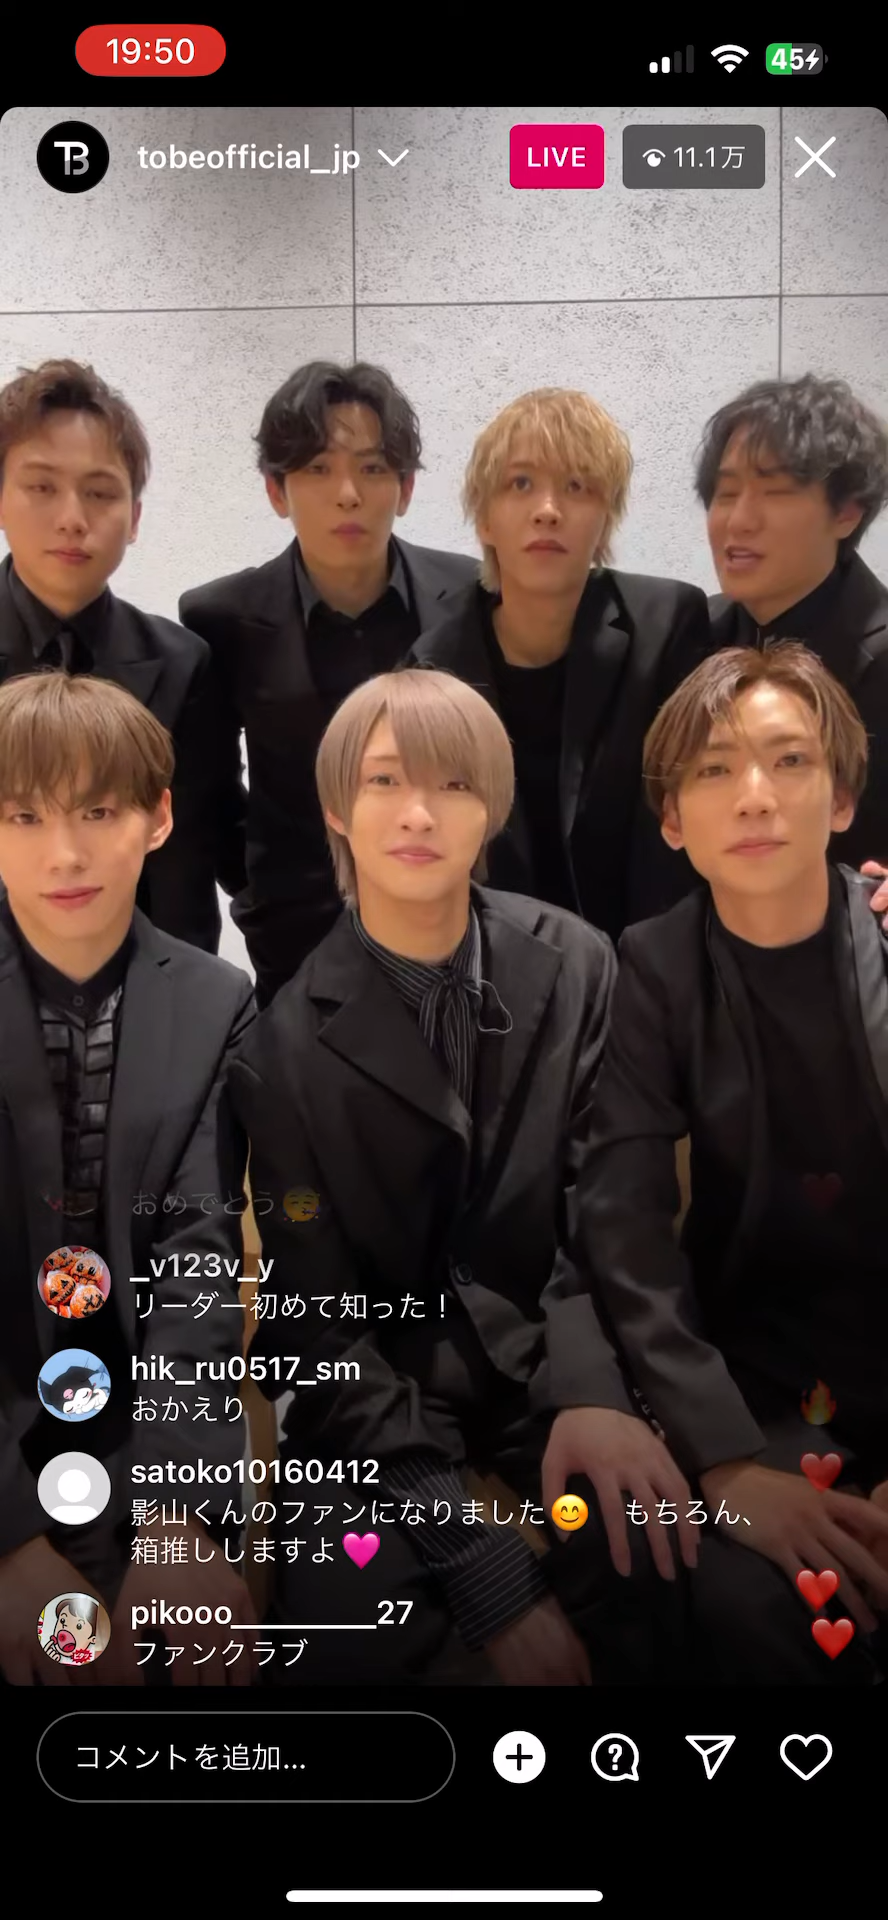 19:50
45
TB
tobeofficial_jp
LIVE
11.1万
おめでとう🥳
_v123v_y
リーダー初めて知った！
hik_ru0517_sm
おかえり
satoko10160412
影山くんのファンになりました😊　もちろん、
箱推ししますよ🩷
pikooo__________27
ファンクラブ
コメントを追加...